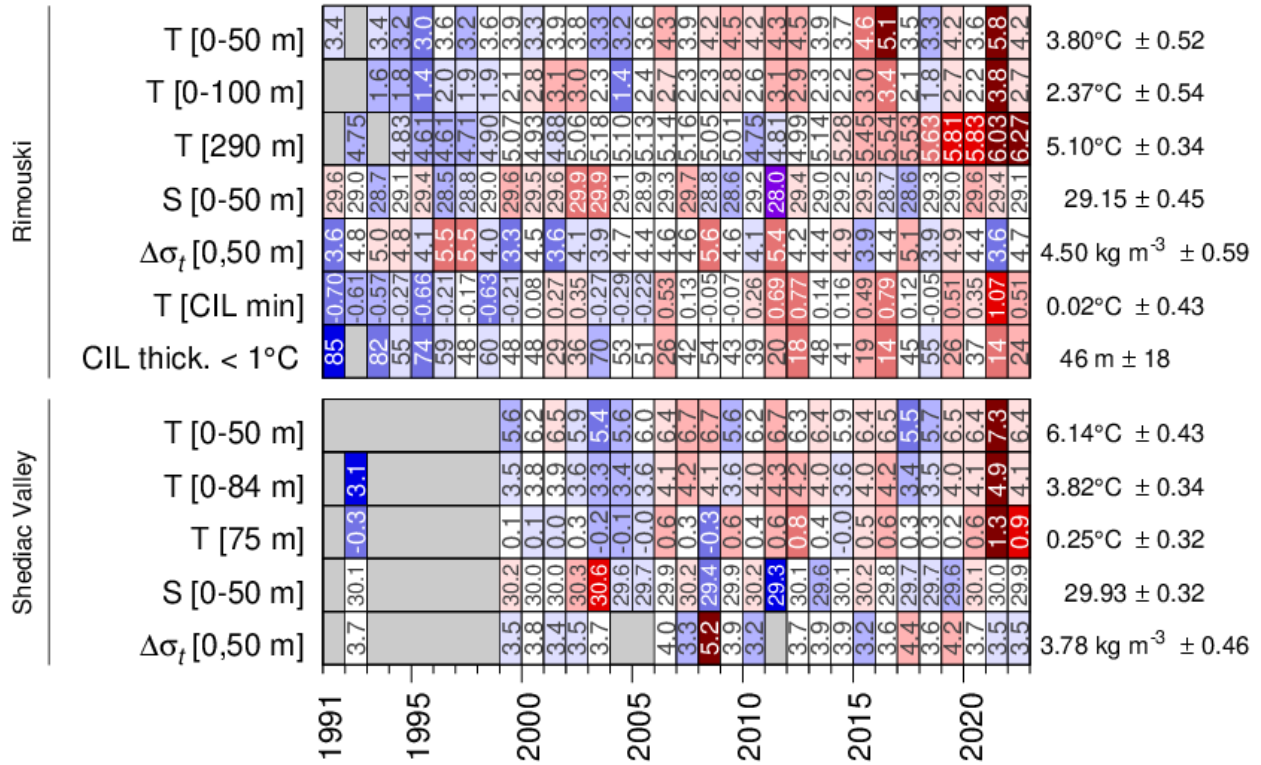 Rimouski
T [0-50 m] 3.4 3.4 3.2 3.0 3.6 3.2 3.6 3.9 3.3 3.9 3.8 3.3 3.2 3.6 4.3 3.9 4.2 4.5 4.2 4.3 4.5 3.9 3.7 4.6 5.1 3.5 3.3 4.2 3.6 5.8 4.2 3.80°C ± 0.52
T [0-100 m] 1.6 1.8 1.4 2.0 1.9 1.9 2.1 2.8 3.1 3.0 2.3 1.4 2.4 2.7 2.3 2.3 2.8 2.6 3.1 2.9 2.3 2.2 3.0 3.4 2.1 1.8 2.7 2.2 3.8 2.7 2.37°C ± 0.54
T [290 m] 4.75 4.83 4.61 4.61 4.71 4.90 5.07 4.93 4.88 5.06 5.18 5.10 5.13 5.14 5.16 5.05 5.01 4.75 4.81 4.99 5.14 5.28 5.45 5.54 5.53 5.63 5.81 5.83 6.03 6.27 5.10°C ± 0.34
S [0-50 m] 29.6 29.0 28.7 29.1 29.4 28.5 28.8 29.0 29.6 29.5 29.6 29.9 29.9 29.1 28.9 29.3 29.7 28.8 28.6 29.2 28.0 29.4 29.0 29.2 29.5 28.7 28.6 29.3 29.0 29.6 29.4 29.1 29.15 ± 0.45
Δσt [0,50 m] 3.6 4.8 5.0 4.8 4.1 5.5 5.5 4.0 3.3 4.5 3.6 4.1 3.9 4.7 4.4 4.6 4.6 5.6 4.6 4.1 5.4 4.2 4.4 4.9 3.9 4.4 5.1 3.9 4.9 4.4 3.6 4.7 4.50 kg m-3 ± 0.59
T [CIL min] -0.70 -0.61 -0.57 -0.27 -0.66 -0.21 -0.17 -0.63 -0.21 0.08 0.27 0.35 -0.27 -0.29 -0.22 0.53 0.13 -0.05 -0.07 0.26 0.69 0.77 0.14 0.16 0.49 0.79 0.12 -0.05 0.51 0.35 1.07 0.51 0.02°C ± 0.43
CIL thick. < 1°C 85 82 55 74 59 48 60 48 48 29 36 70 53 51 26 42 54 43 39 20 18 48 41 19 14 45 55 26 37 14 24 46 m ± 18
Shediac Valley
T [0-50 m] 5.6 6.2 6.5 5.9 5.4 5.6 6.0 6.4 6.7 6.7 5.6 6.2 6.7 6.3 6.4 5.9 6.4 6.5 5.5 5.7 6.5 6.4 7.3 6.4 6.14°C ± 0.43
T [0-84 m] 3.1 3.5 3.8 3.9 3.6 3.3 3.4 3.6 4.1 4.2 4.1 3.6 4.0 4.3 4.2 4.0 3.6 4.0 4.2 3.4 3.5 4.0 4.1 4.9 4.1 3.82°C ± 0.34
T [75 m] -0.3 0.1 0.1 0.0 0.3 -0.2 -0.1 -0.0 0.6 0.3 -0.3 0.6 0.4 0.6 0.8 0.4 -0.0 0.5 0.6 0.3 0.3 0.2 0.6 1.3 0.9 0.25°C ± 0.32
S [0-50 m] 30.1 30.2 30.0 30.0 30.3 30.6 29.6 29.7 29.9 30.2 29.4 29.9 30.2 29.3 30.1 29.6 30.1 30.2 29.8 29.7 29.7 29.6 30.1 30.0 29.9 29.93 ± 0.32
Δσt [0,50 m] 3.7 3.5 3.8 3.4 3.5 3.7 4.0 3.3 5.2 3.9 3.2 3.7 3.9 3.9 3.2 3.6 4.4 3.6 4.2 3.7 3.5 3.5 3.78 kg m-3 ± 0.46
1991 1995 2000 2005 2010 2015 2020